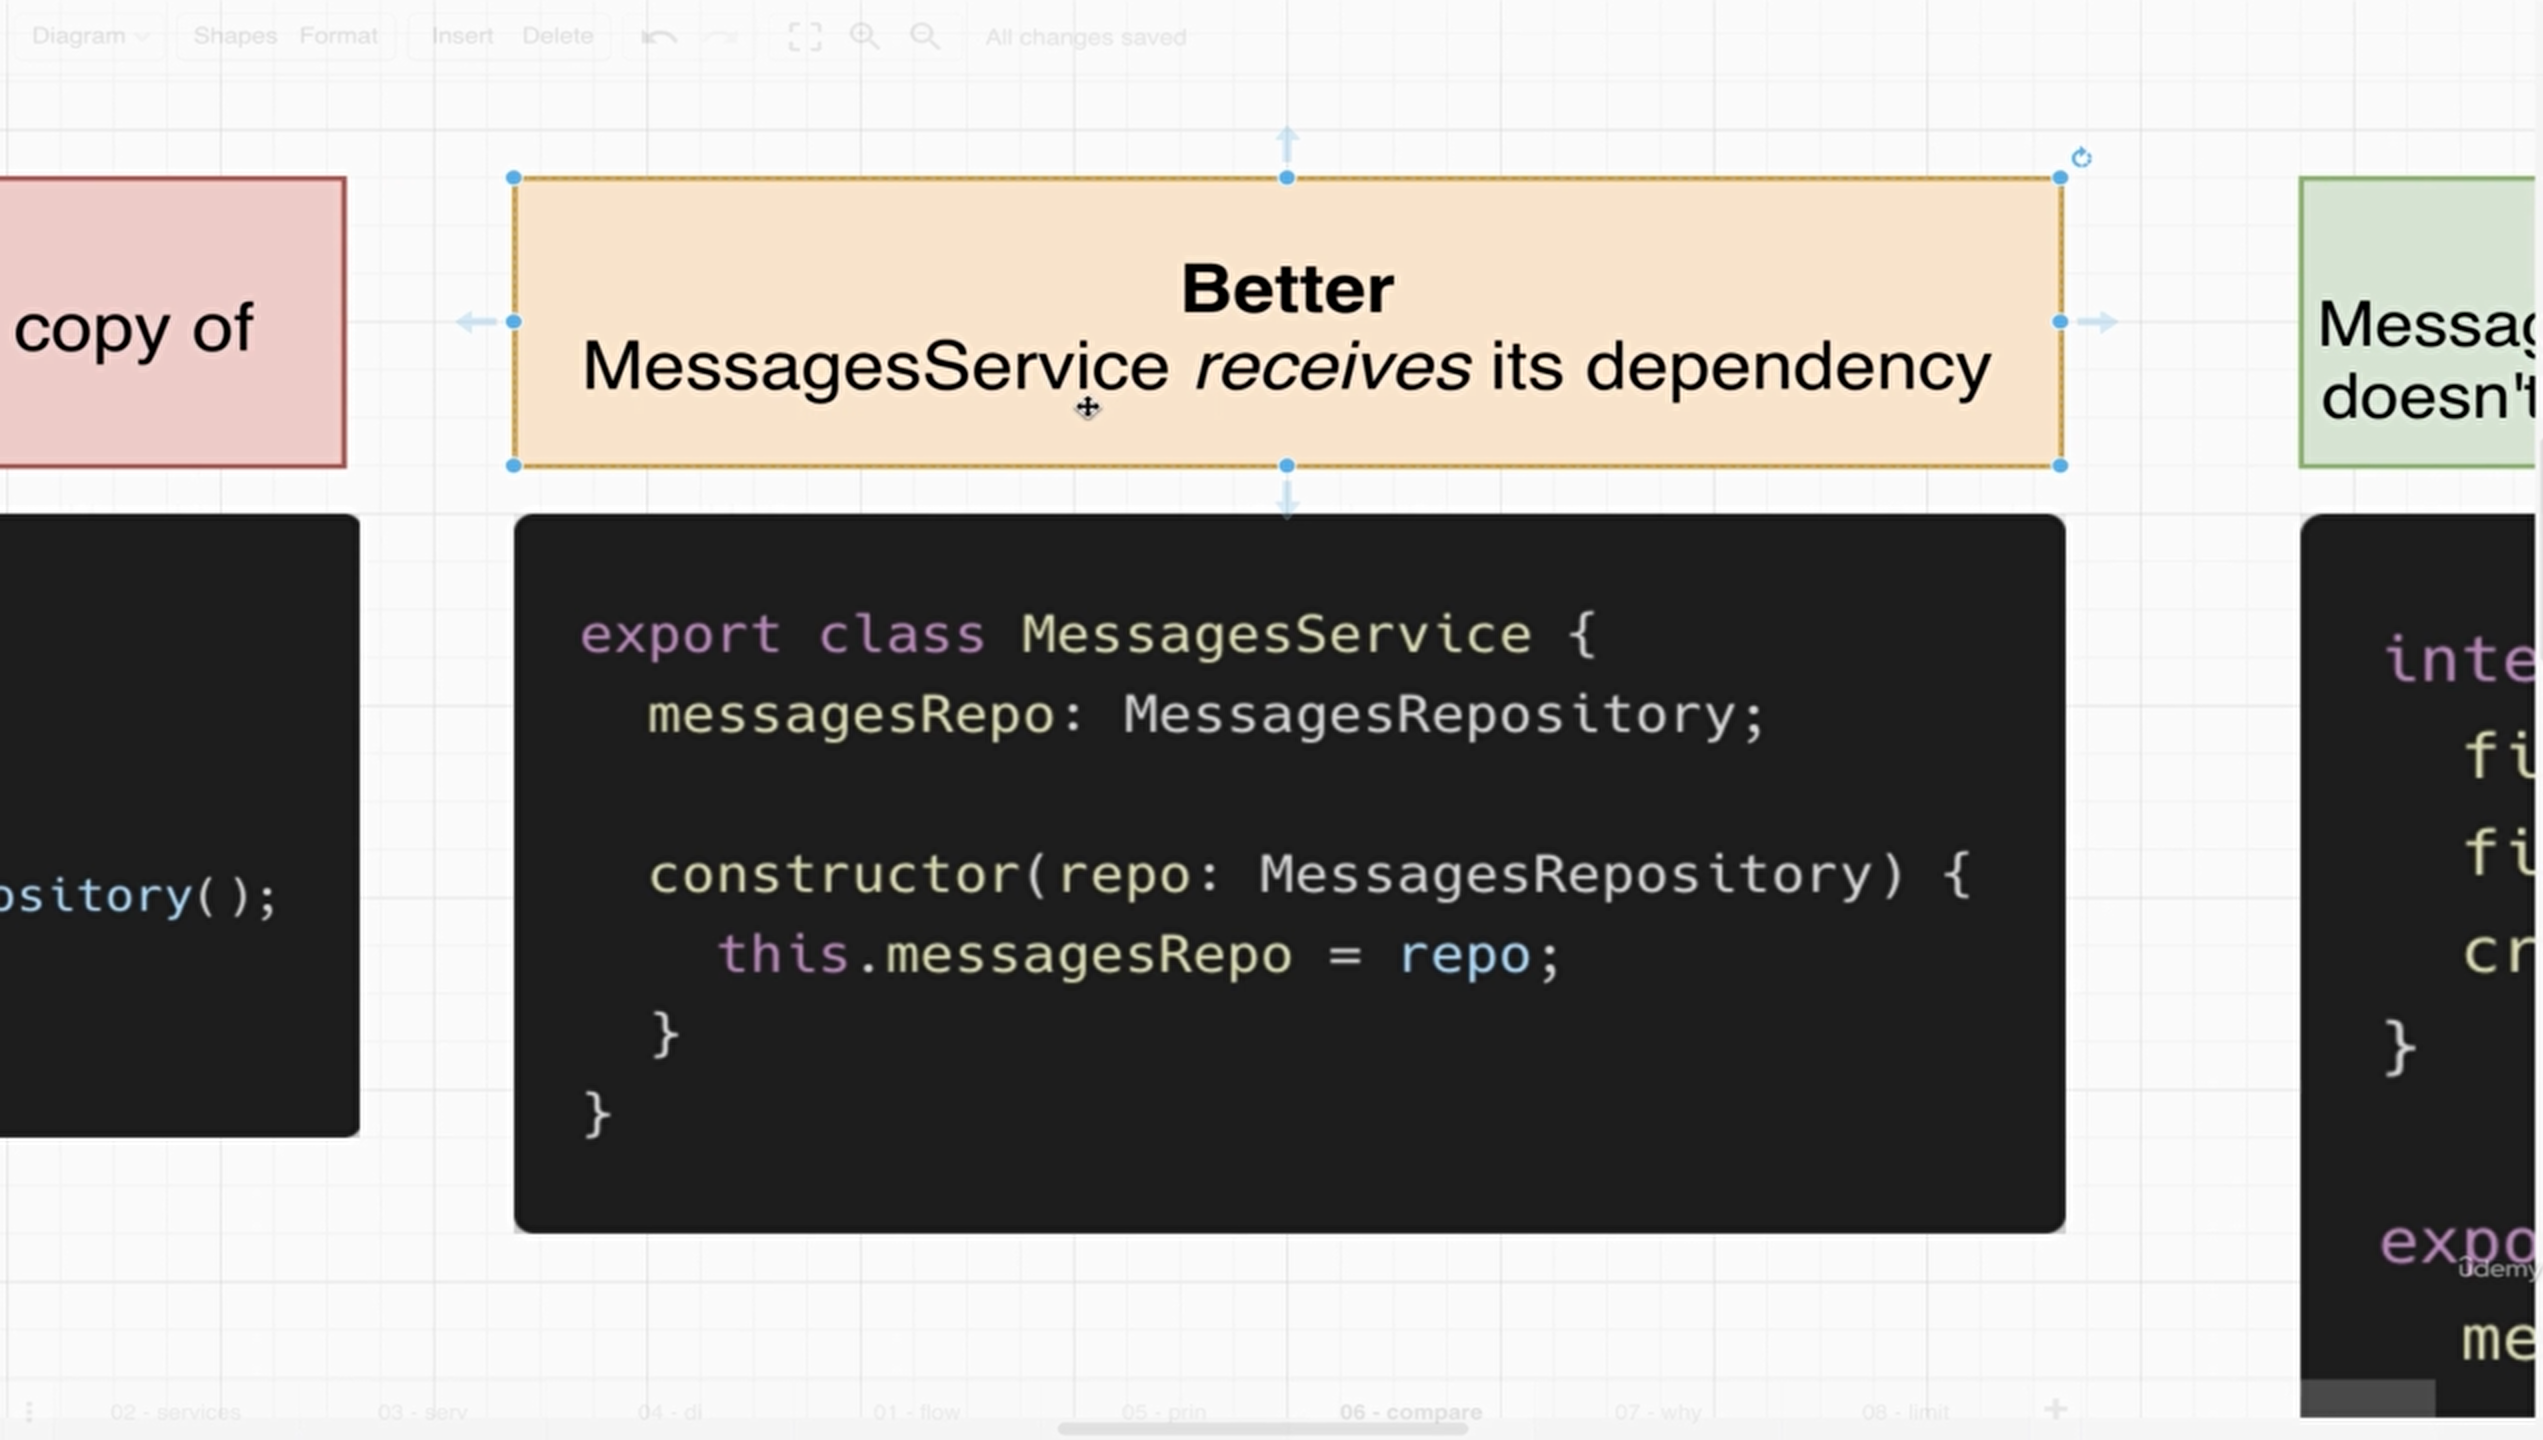 Diagram
Shapes Format
Insert Delete
All changes saved
copy of
Better
MessagesService receives its dependency
Messag
doesn't
ository();
export class MessagesService {
messagesRepo: MessagesRepository;
constructor(repo: MessagesRepository) {
this.messagesRepo = repo;
}
}
inte
fi
fi
cr
}
expo
me
udemy
02 - services
03 - serv
04 - di
01 - flow
05 - prin
06 - compare
07 - why
08 - limit